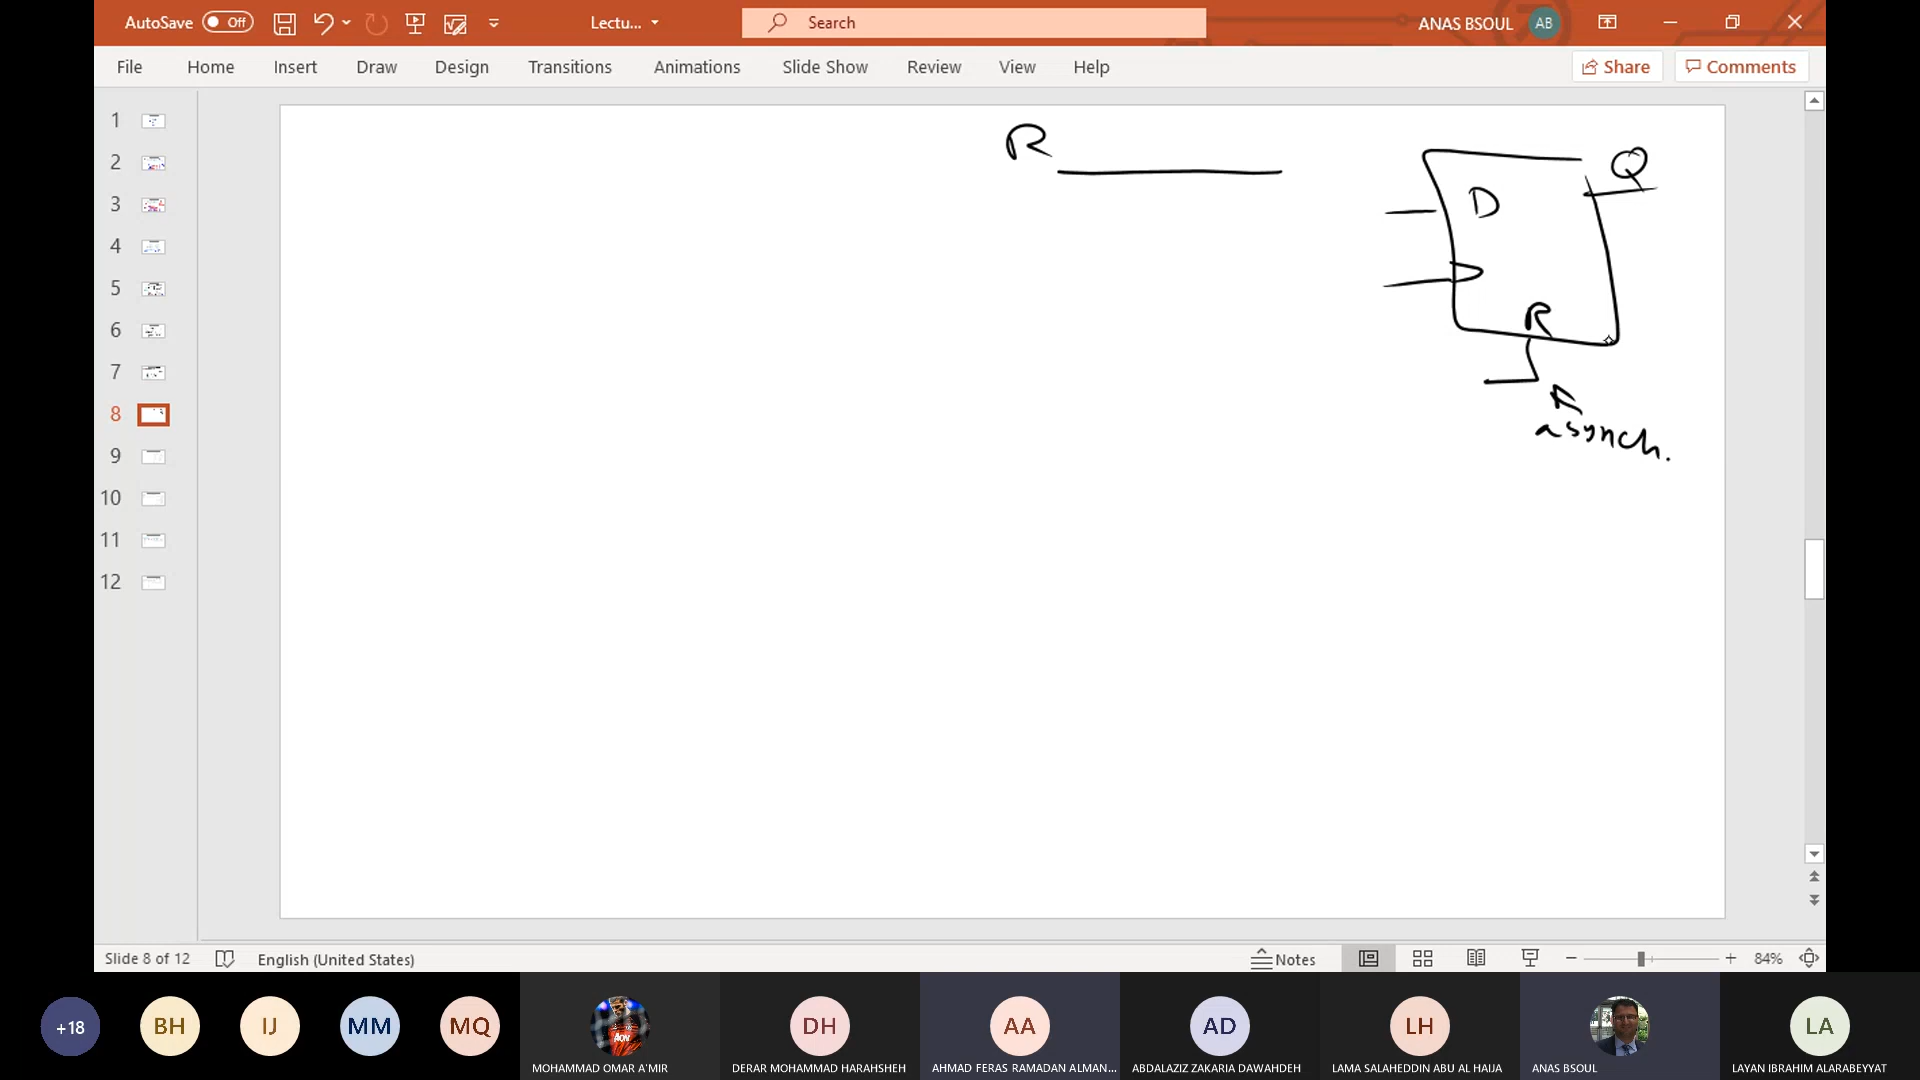 AutoSave Off Lectu... Search ANAS BSOUL AB
File Home Insert Draw Design Transitions Animations Slide Show Review View Help Share Comments
1
2
3
4
5
6
7
8
9
10
11
12
R
Q
D
R
asynch.
Slide 8 of 12 English (United States) Notes 84%
+18 BH IJ MM MQ DH AA AD LH LA
MOHAMMAD OMAR A'MIR DERAR MOHAMMAD HARAHSHEH AHMAD FERAS RAMADAN ALMAN... ABDALAZIZ ZAKARIA DAWAHDEH LAMA SALAHEDDIN ABU AL HAIJA ANAS BSOUL LAYAN IBRAHIM ALARABEYYAT